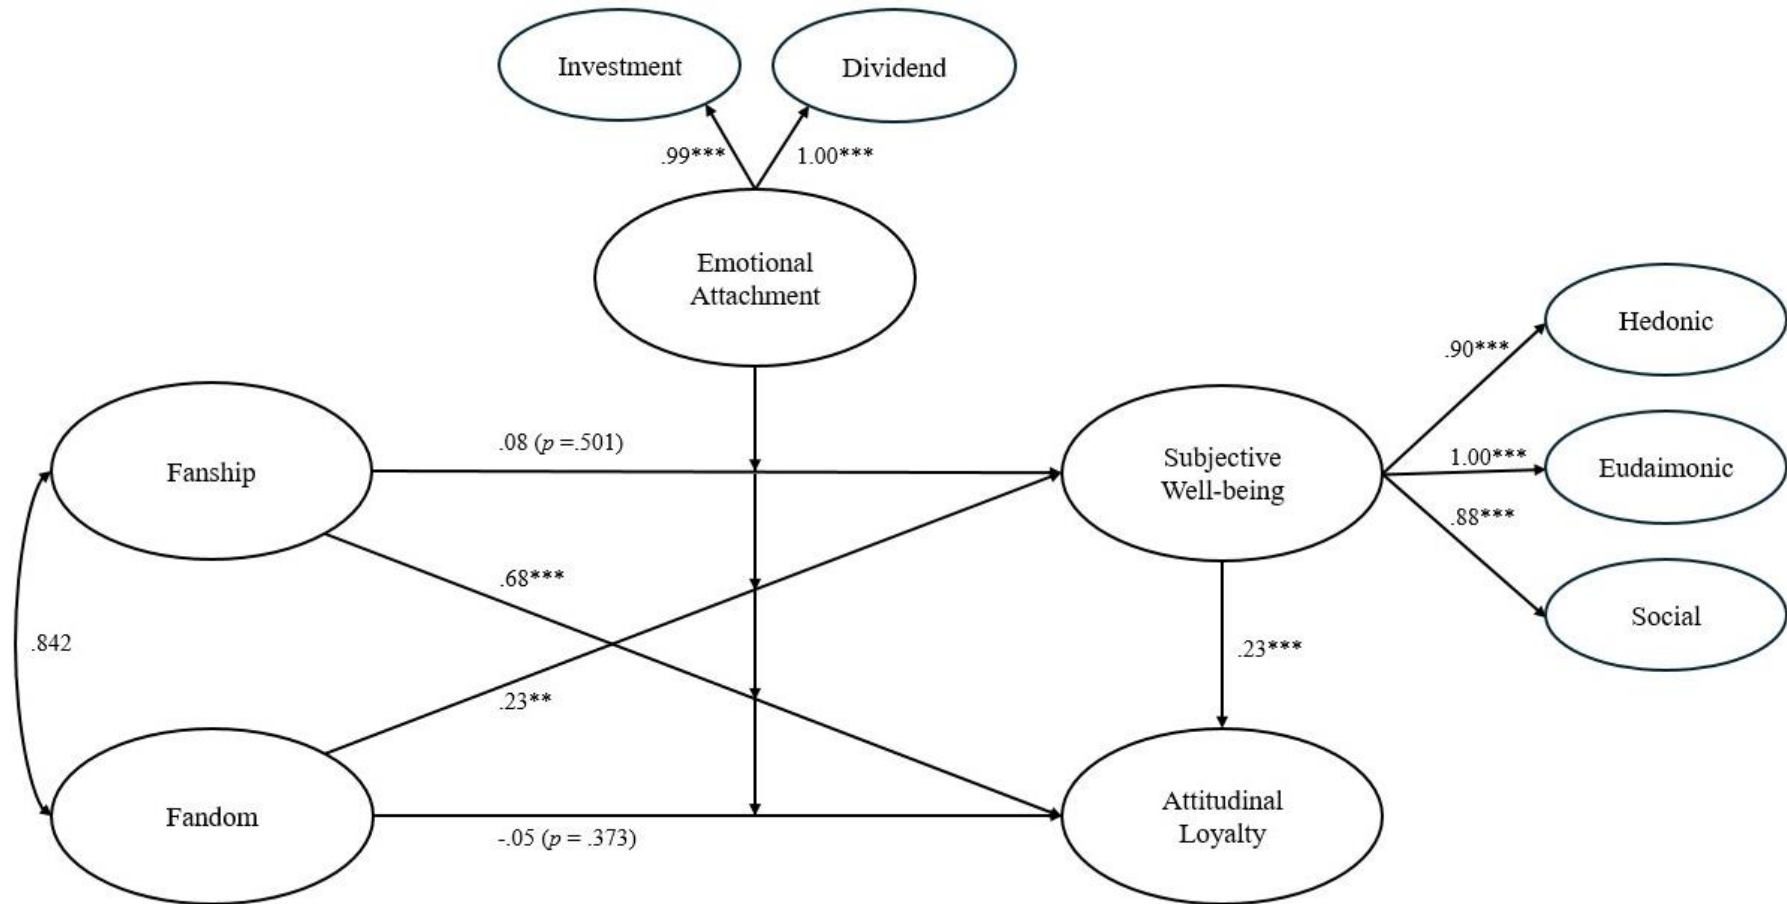 Investment
Dividend
.99***
1.00***
Emotional
Attachment
Hedonic
.90***
Fanship
.08 (p =.501)
Subjective
Well-being
1.00***
Eudaimonic
.88***
.68***
Social
.842
.23***
.23**
Fandom
-.05 (p = .373)
Attitudinal
Loyalty